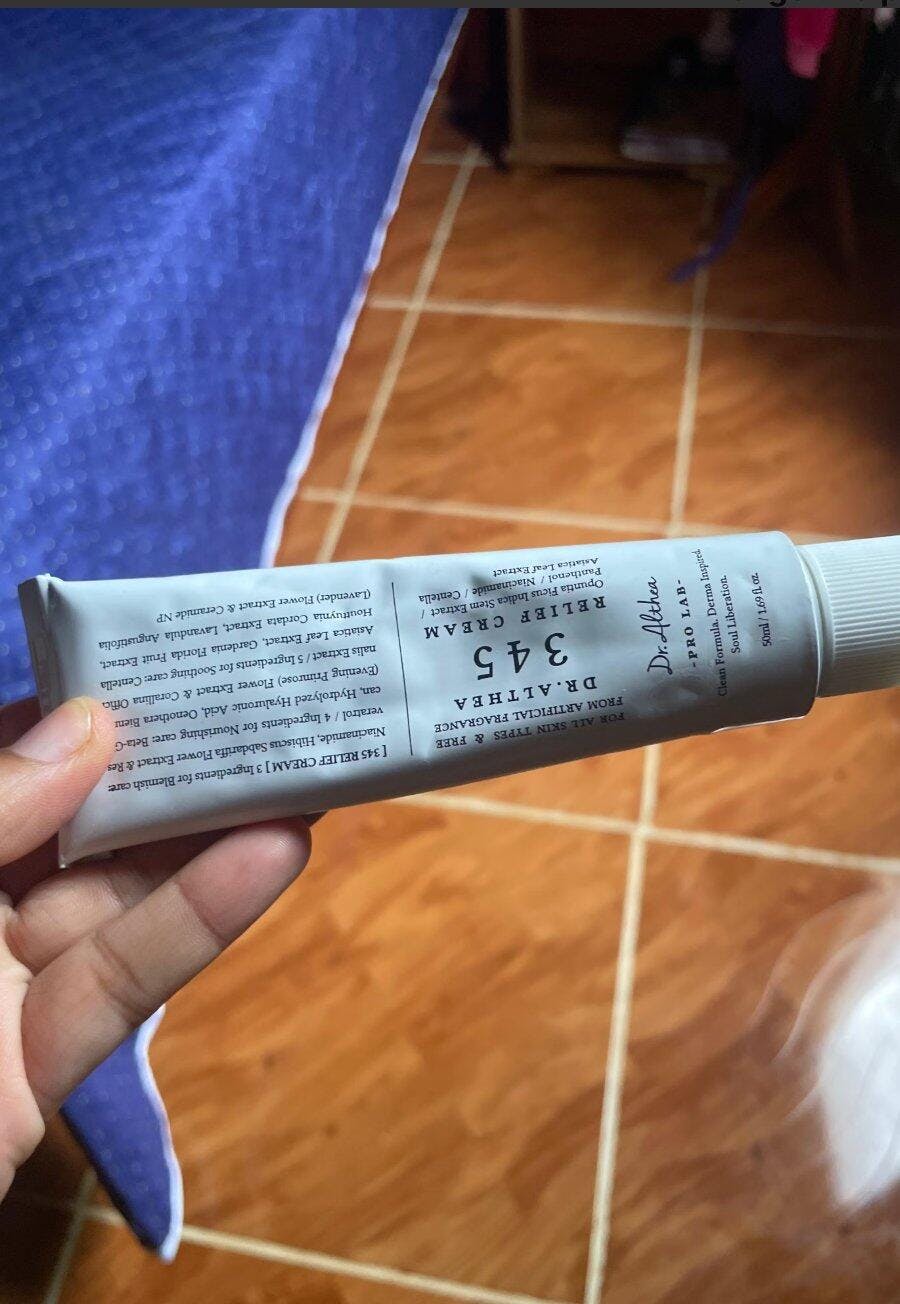 FOR ALL SKIN TYPES & FREE
FROM ARTIFICIAL FRAGRANCE
DR.ALTHEA
345
RELIEF CREAM
Opuntia Ficus Indica Stem Extract /
Panthenol / Niacinamide / Centella
Asiatica Leaf Extract
[ 345 RELIEF CREAM ] 3 Ingredients for Blemish care:
Niacinamide, Hibiscus Sabdariffa Flower Extract & Res
veratrol / 4 Ingredients for Nourishing care: Beta-G
can, Hydrolyzed Hyaluronic Acid, Oenothera Bienn
(Evening Primrose) Flower Extract & Corallina Offici
nalis Extract / 5 Ingredients for Soothing care: Centella
Asiatica Leaf Extract, Gardenia Florida Fruit Extract,
Houttuynia Cordata Extract, Lavandula Angustifolia
(Lavender) Flower Extract & Ceramide NP
Dr.Althea
-PRO LAB-
Clean Formula. Derma Inspired.
Soul Liberation.
50ml / 1.69 fl.oz.